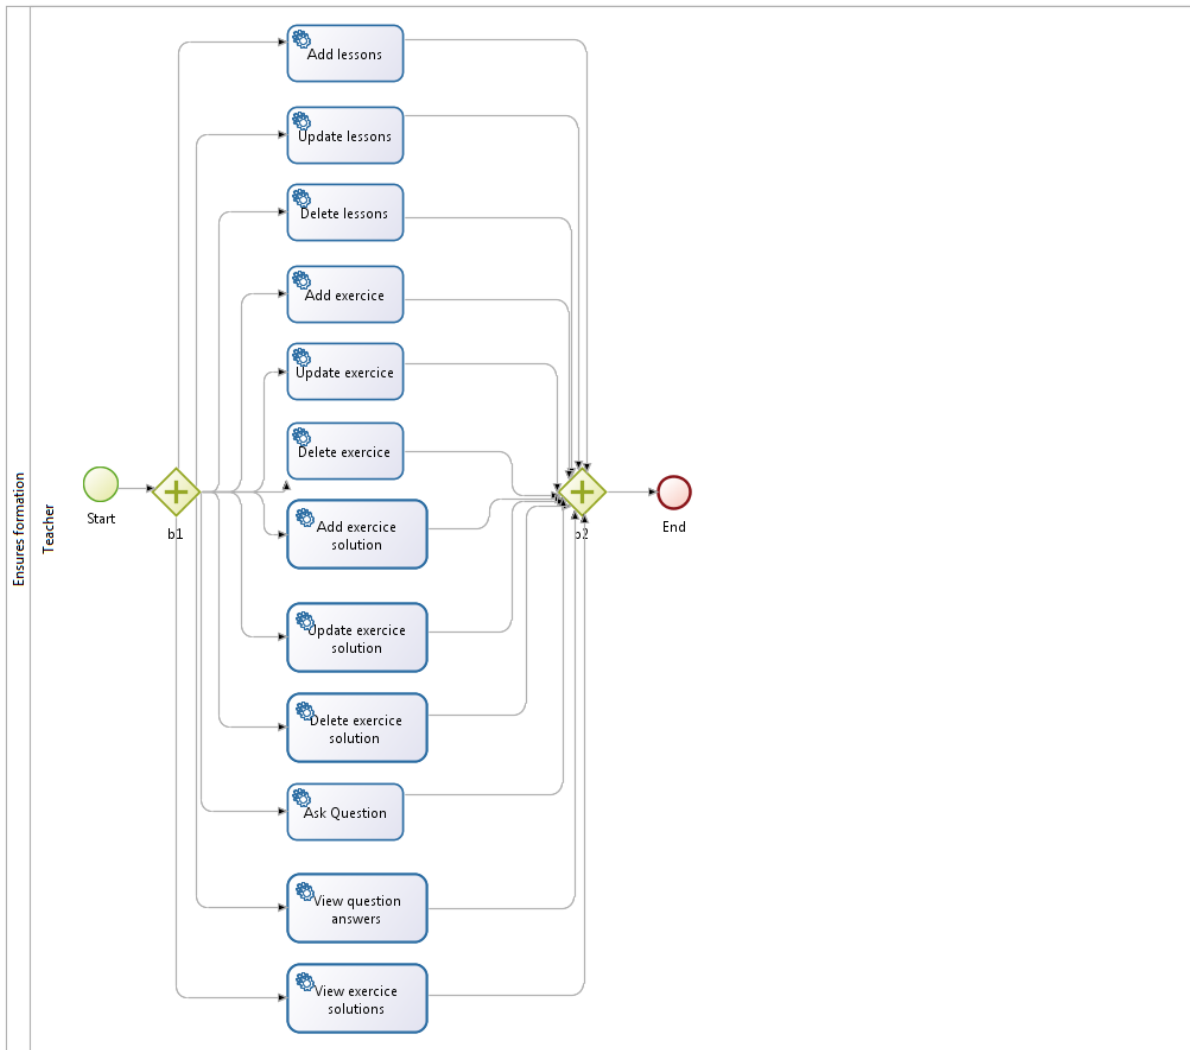 Ensures formation
Teacher
Start
b1
Add lessons
Update lessons
Delete lessons
Add exercice
Update exercice
Delete exercice
Add exercice
solution
Update exercice
solution
Delete exercice
solution
Ask Question
View question
answers
View exercice
solutions
b2
End